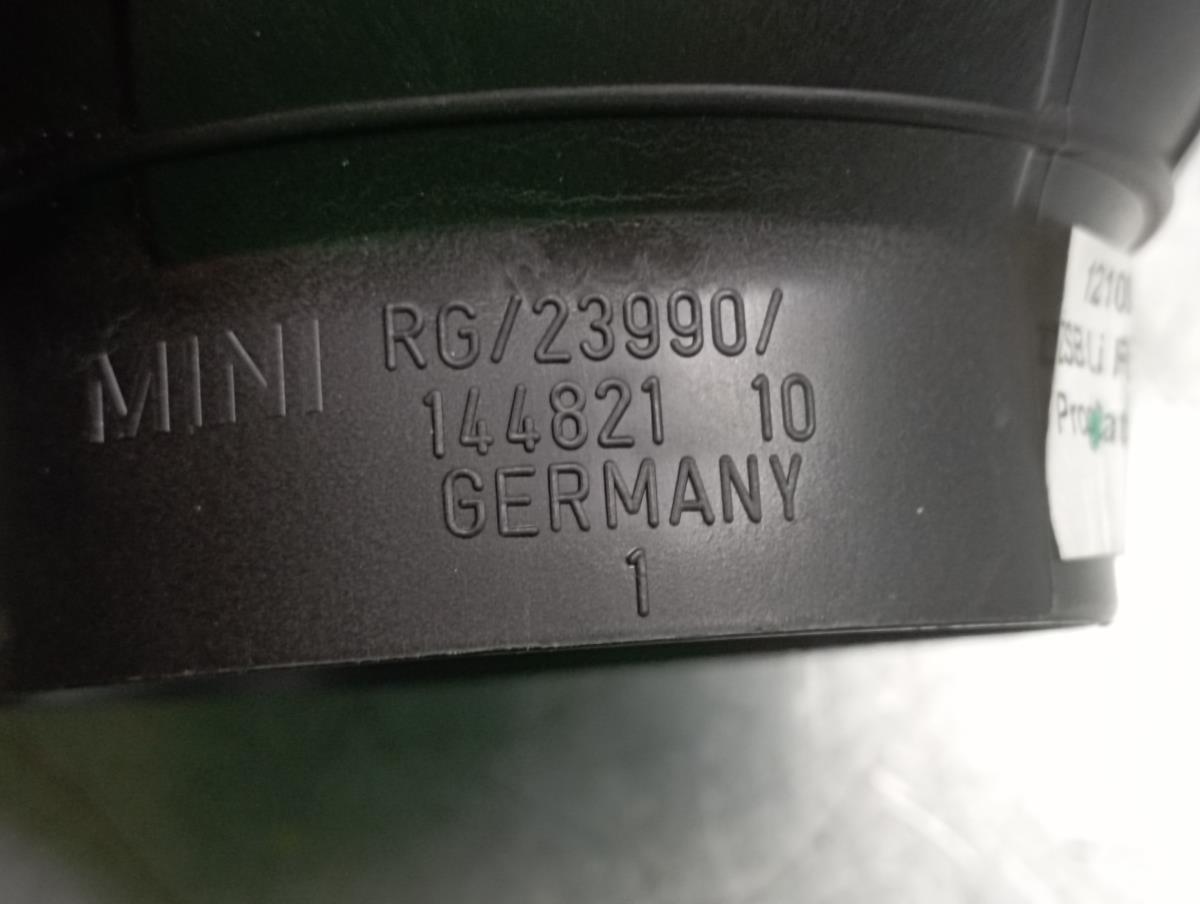 MINI
RG/23990/
144821 10
GERMANY
1